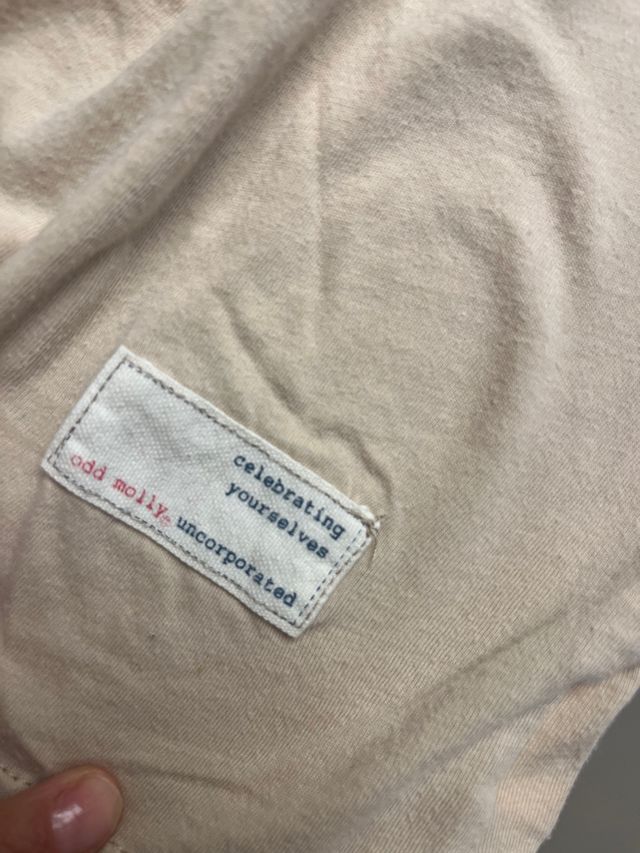 celebrating
yourselves
odd molly uncorporated